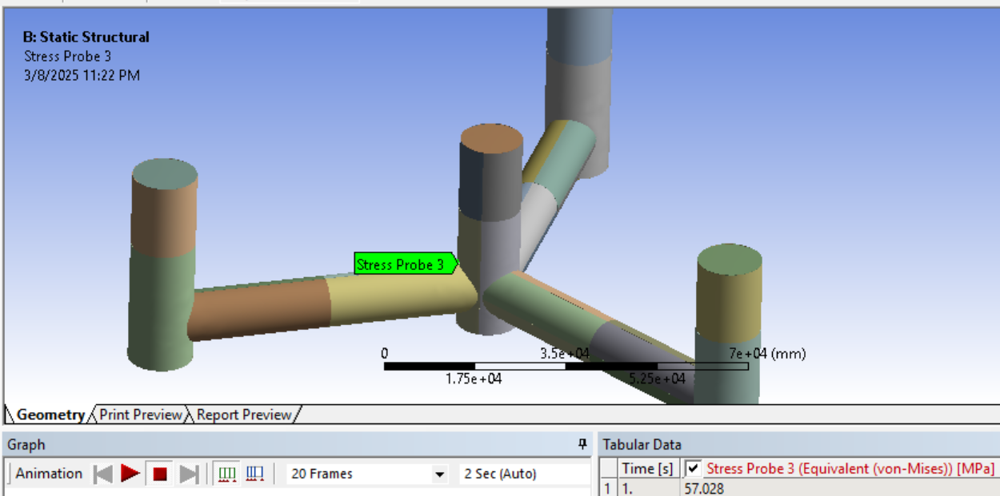 B: Static Structural
Stress Probe 3
3/8/2025 11:22 PM
Stress Probe 3
0 3.5e+04 7e+04 (mm)
1.75e+04 5.25e+04
Geometry Print Preview Report Preview
Graph
Animation 20 Frames 2 Sec (Auto)
Tabular Data
Time [s] Stress Probe 3 (Equivalent (von-Mises)) [MPa]
1 1. 57.028